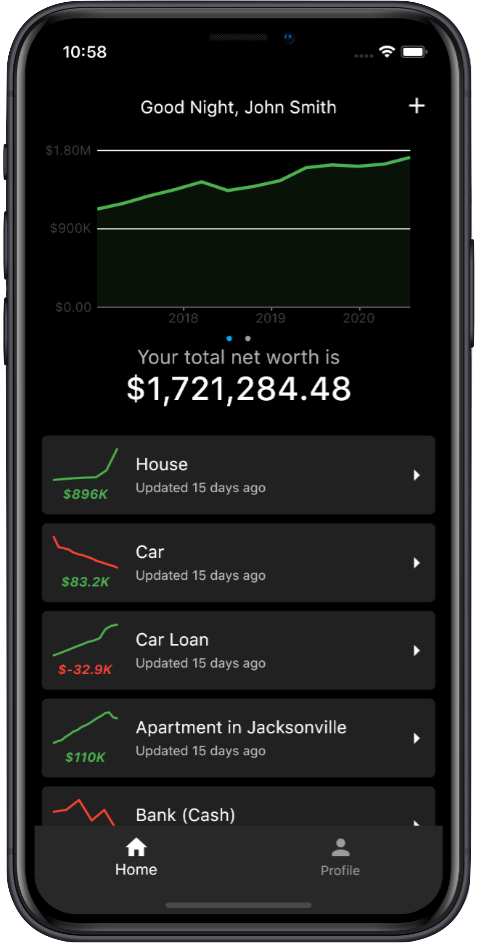 10:58
Good Night, John Smith
+
$1.80M
$900K
$0.00
2018 2019 2020
Your total net worth is
$1,721,284.48
House
Updated 15 days ago
$896K
Car
Updated 15 days ago
$83.2K
Car Loan
Updated 15 days ago
$-32.9K
Apartment in Jacksonville
Updated 15 days ago
$110K
Bank (Cash)
Home
Profile